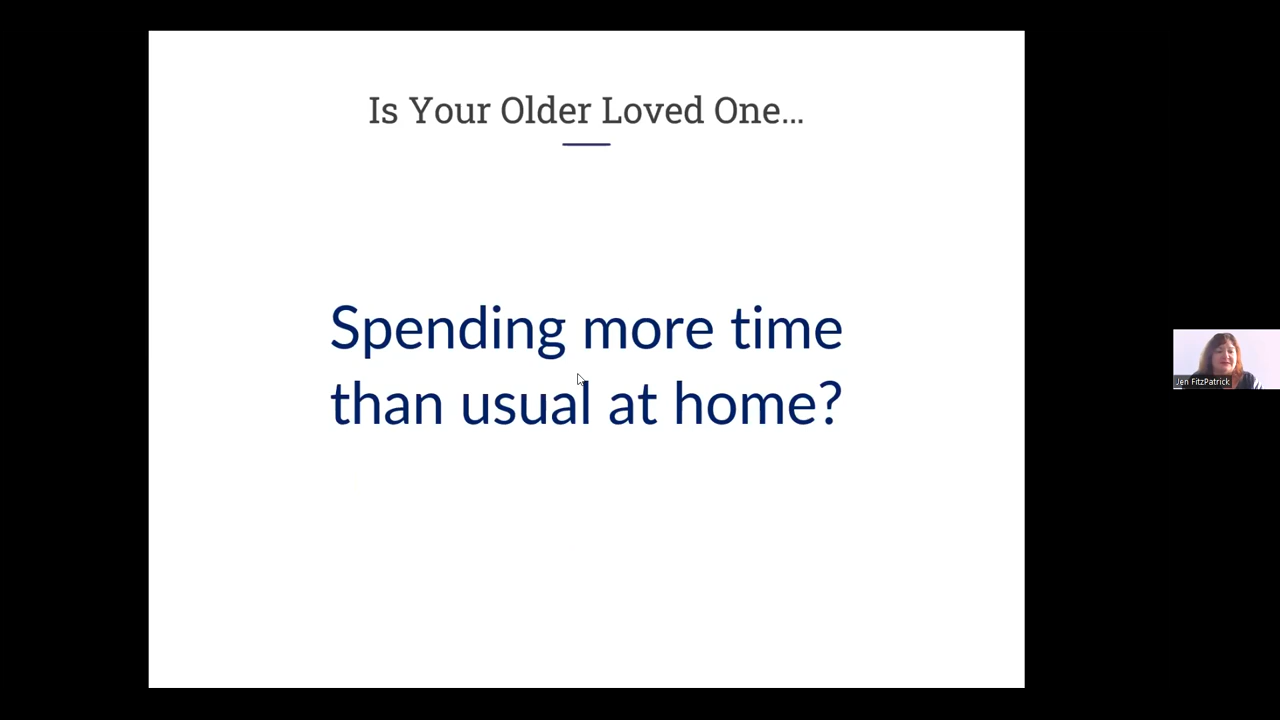 Is Your Older Loved One...
Spending more time
than usual at home?
Jen FitzPatrick